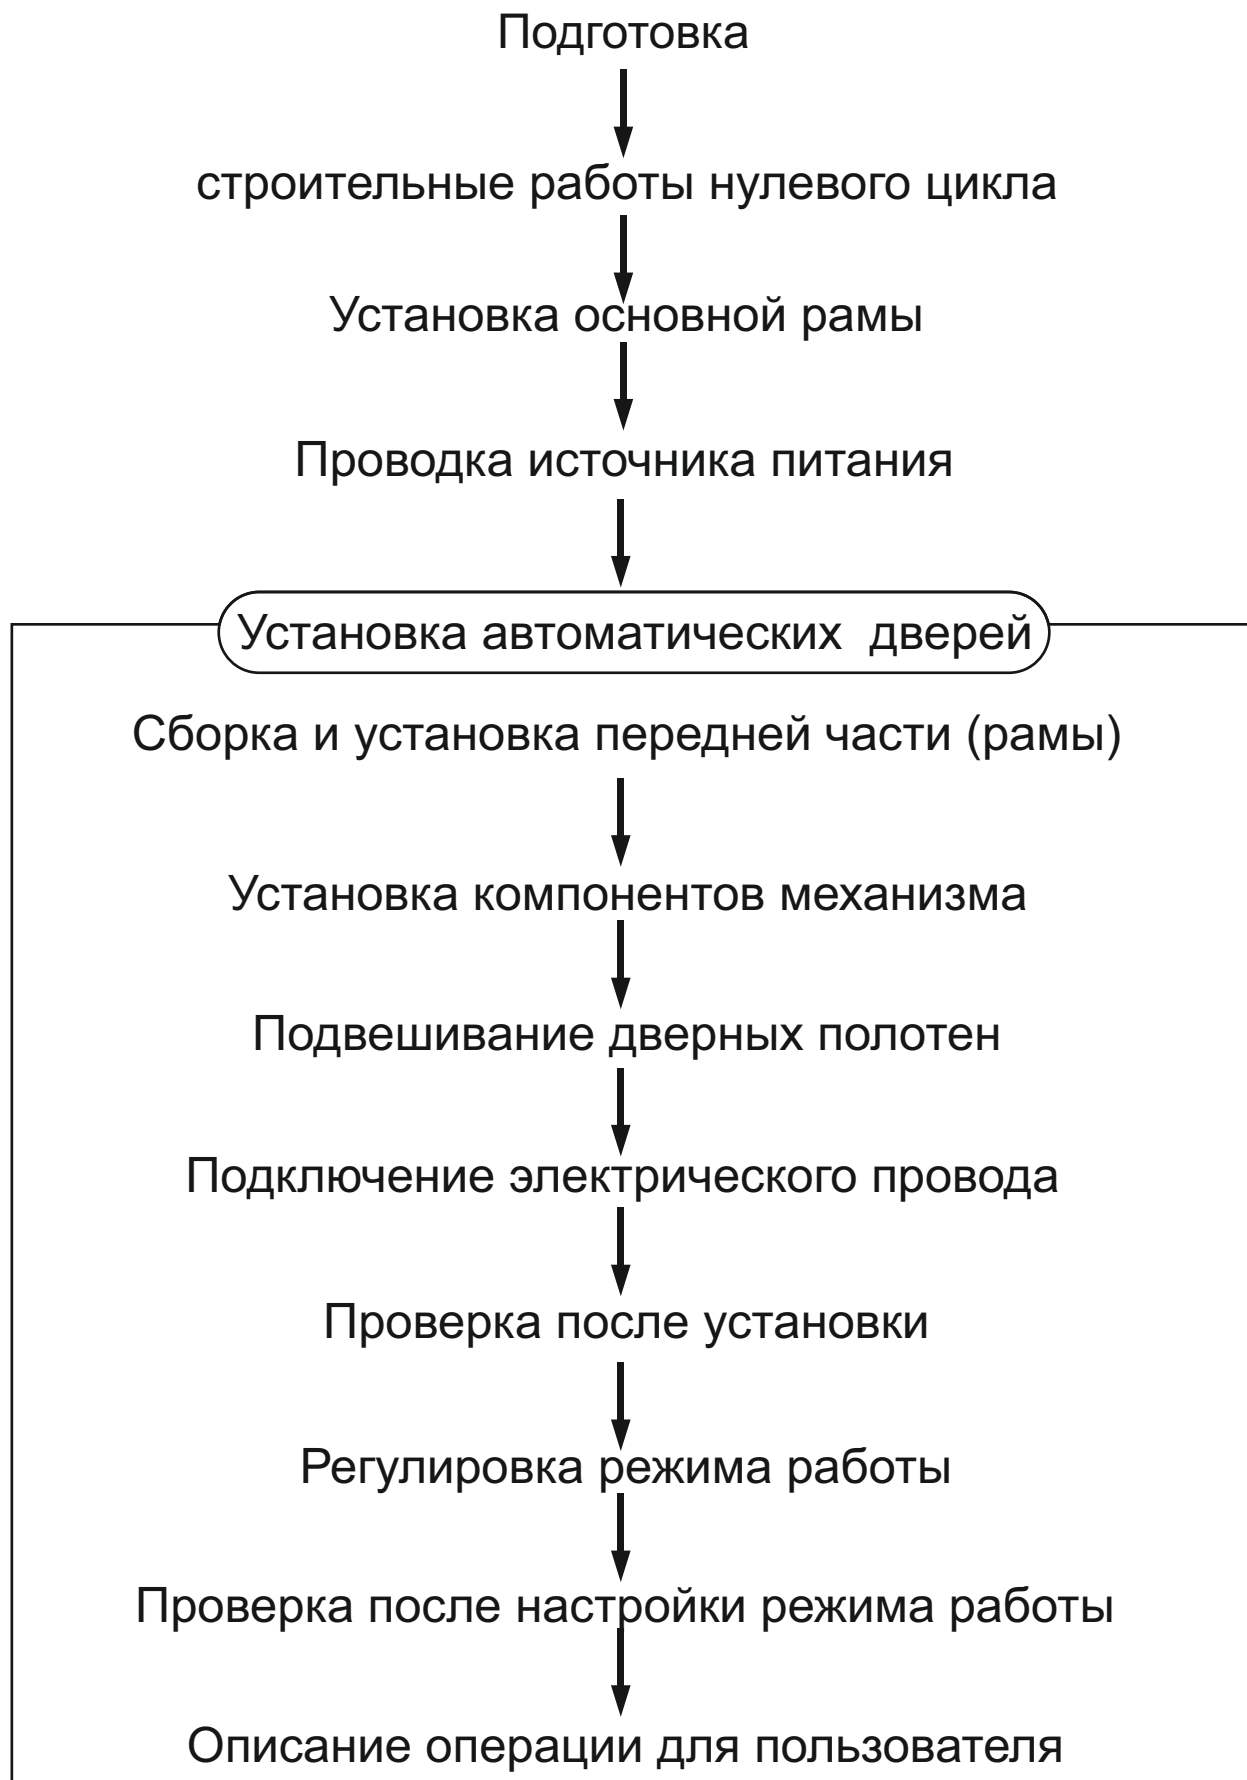 Подготовка
строительные работы нулевого цикла
Установка основной рамы
Проводка источника питания
Установка автоматических дверей
Сборка и установка передней части (рамы)
Установка компонентов механизма
Подвешивание дверных полотен
Подключение электрического провода
Проверка после установки
Регулировка режима работы
Проверка после настройки режима работы
Описание операции для пользователя